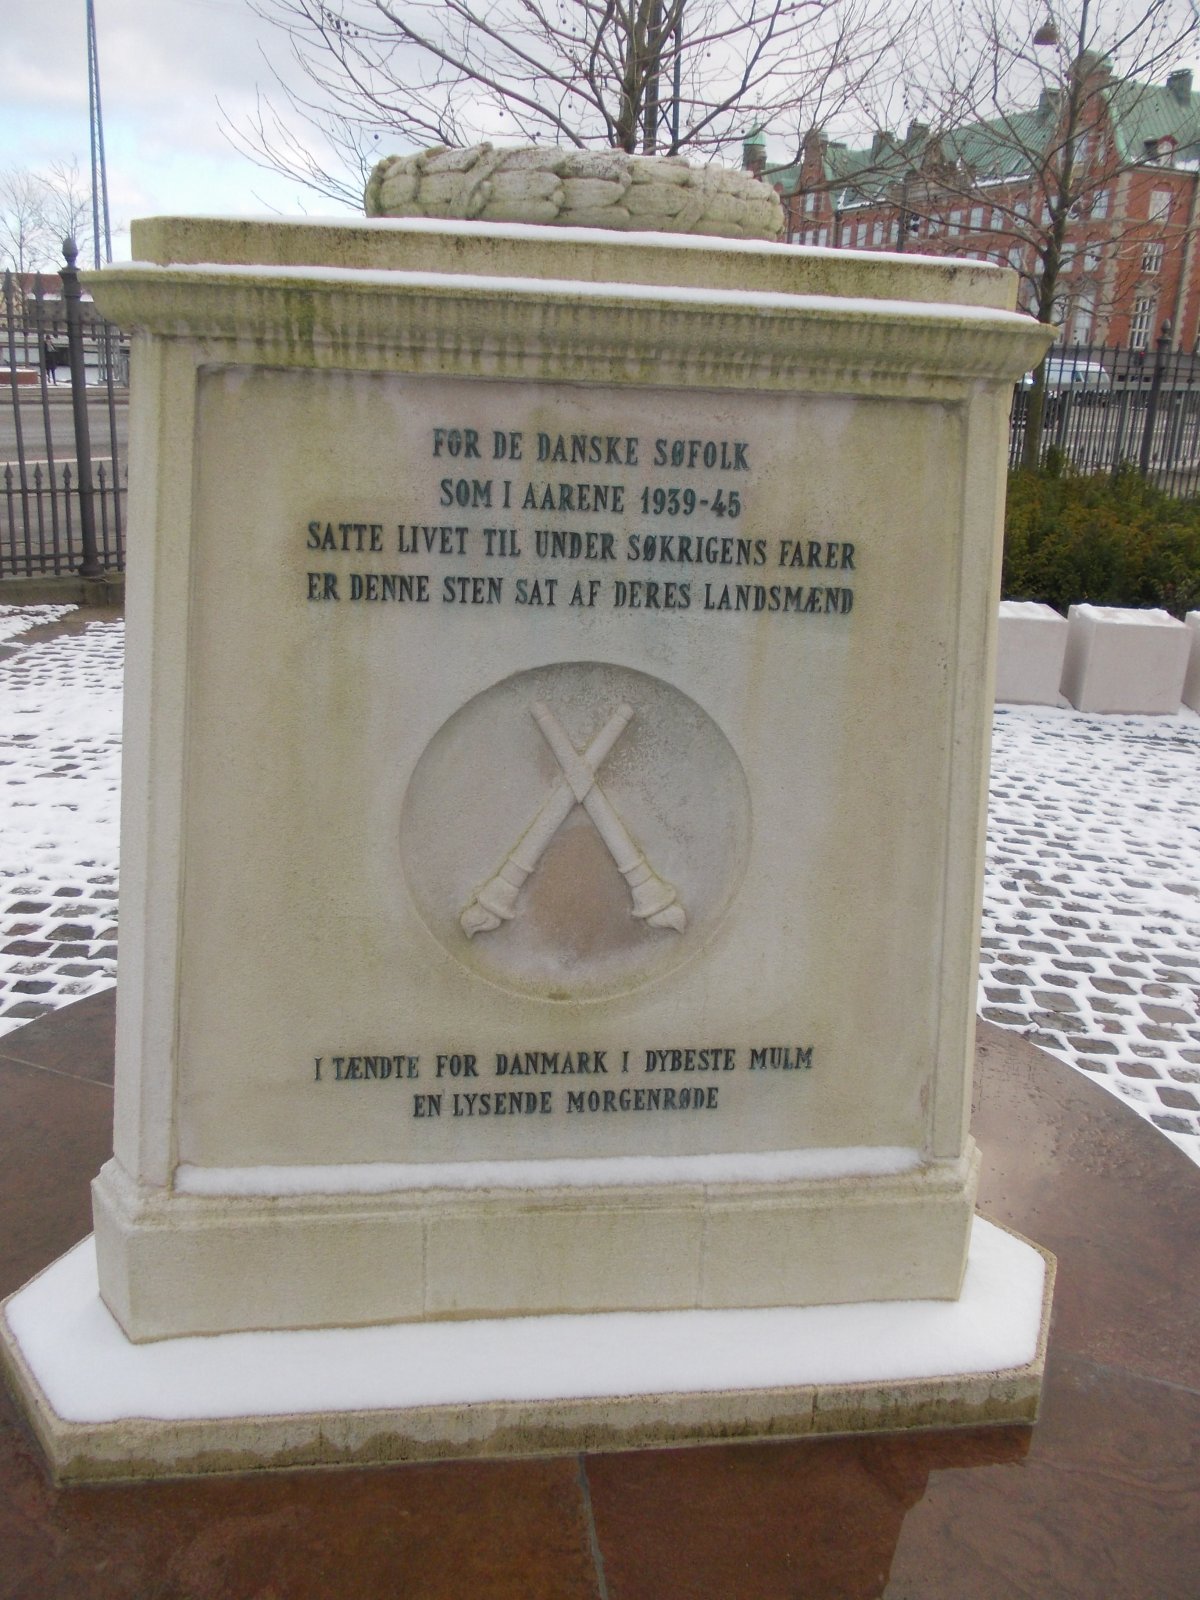 FOR DE DANSKE SØFOLK
SOM I AARENE 1939-45
SATTE LIVET TIL UNDER SØKRIGENS FARER
ER DENNE STEN SAT AF DERES LANDSMÆND
I TÆNDTE FOR DANMARK I DYBESTE MULM
EN LYSENDE MORGENRØDE